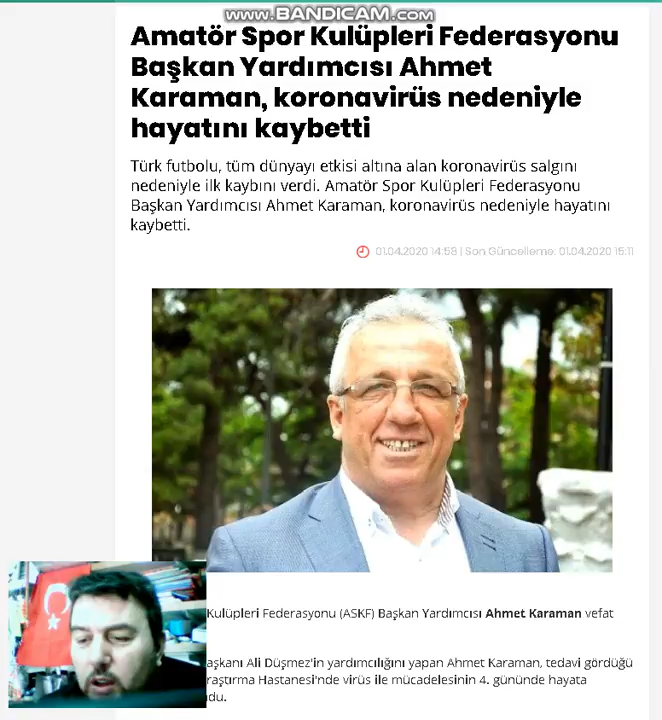 www.BANDICAM.com
Amatör Spor Kulüpleri Federasyonu
Başkan Yardımcısı Ahmet
Karaman, koronavirüs nedeniyle
hayatını kaybetti
Türk futbolu, tüm dünyayı etkisi altına alan koronavirüs salgını
nedeniyle ilk kaybını verdi. Amatör Spor Kulüpleri Federasyonu
Başkan Yardımcısı Ahmet Karaman, koronavirüs nedeniyle hayatını
kaybetti.
01.04.2020 14:58 | Son Güncelleme: 01.04.2020 15:11
Kulüpleri Federasyonu (ASKF) Başkan Yardımcısı Ahmet Karaman vefat
aşkanı Ali Düşmez'in yardımcılığını yapan Ahmet Karaman, tedavi gördüğü
raştırma Hastanesi'nde virüs ile mücadelesinin 4. gününde hayata
du.